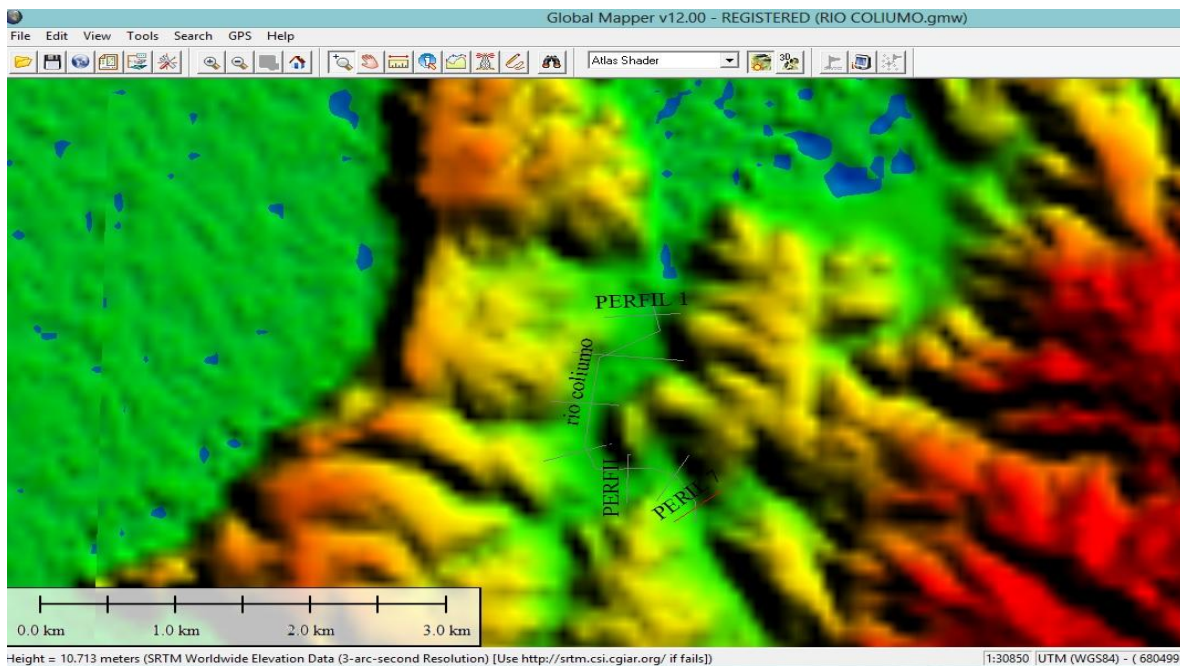 Global Mapper v12.00 - REGISTERED (RIO COLIUMO.gmw)
File Edit View Tools Search GPS Help
Atlas Shader
3D
PERFIL 1
rio coliumo
PERFIL
PERIL 7
0.0 km 1.0 km 2.0 km 3.0 km
Height = 10.713 meters (SRTM Worldwide Elevation Data (3-arc-second Resolution) [Use http://srtm.csi.cgiar.org/ if fails])
1:30850 UTM (WGS84) - ( 680499